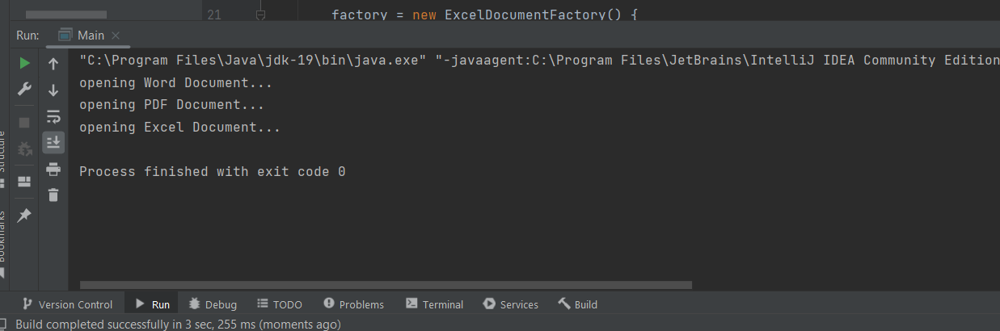 21 factory = new ExcelDocumentFactory() {
Run: Main
"C:\Program Files\Java\jdk-19\bin\java.exe" "-javaagent:C:\Program Files\JetBrains\IntelliJ IDEA Community Edition
opening Word Document...
opening PDF Document...
opening Excel Document...
Process finished with exit code 0
Structure
Bookmarks
Version Control Run Debug TODO Problems Terminal Services Build
Build completed successfully in 3 sec, 255 ms (moments ago)